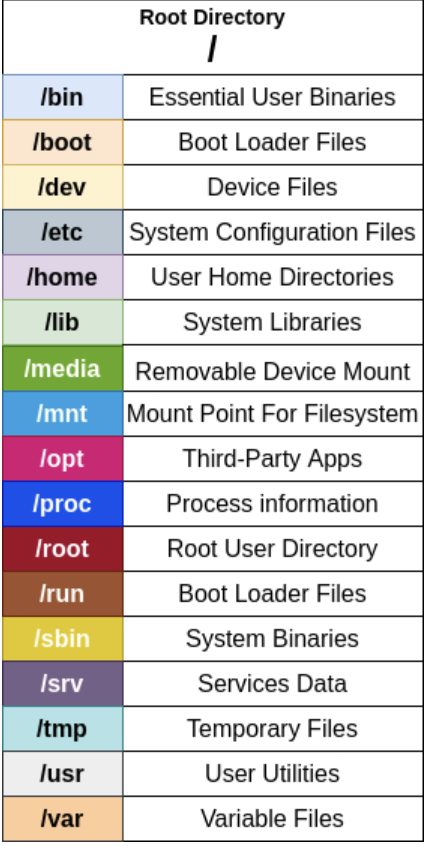 Root Directory
/
/bin Essential User Binaries
/boot Boot Loader Files
/dev Device Files
/etc System Configuration Files
/home User Home Directories
/lib System Libraries
/media Removable Device Mount
/mnt Mount Point For Filesystem
/opt Third-Party Apps
/proc Process information
/root Root User Directory
/run Boot Loader Files
/sbin System Binaries
/srv Services Data
/tmp Temporary Files
/usr User Utilities
/var Variable Files